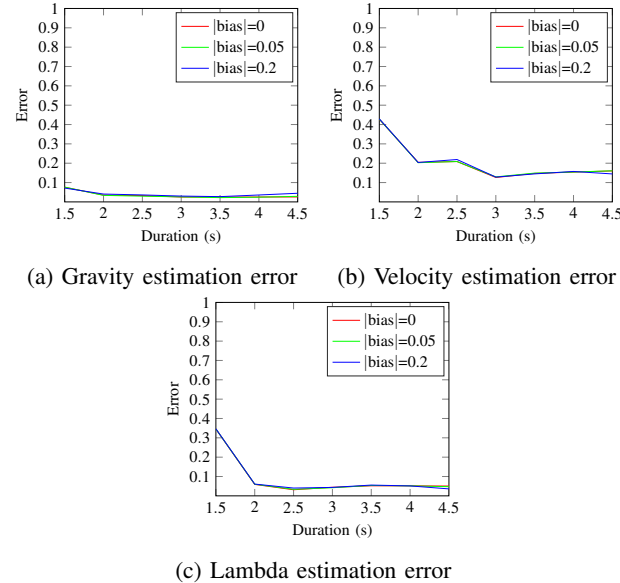 1
0.9
0.8
0.7
0.6
0.5
0.4
0.3
0.2
0.1
Error
|bias|=0
|bias|=0.05
|bias|=0.2
1.5 2 2.5 3 3.5 4 4.5
Duration (s)
(a) Gravity estimation error
1
0.9
0.8
0.7
0.6
0.5
0.4
0.3
0.2
0.1
Error
|bias|=0
|bias|=0.05
|bias|=0.2
1.5 2 2.5 3 3.5 4 4.5
Duration (s)
(b) Velocity estimation error
1
0.9
0.8
0.7
0.6
0.5
0.4
0.3
0.2
0.1
Error
|bias|=0
|bias|=0.05
|bias|=0.2
1.5 2 2.5 3 3.5 4 4.5
Duration (s)
(c) Lambda estimation error